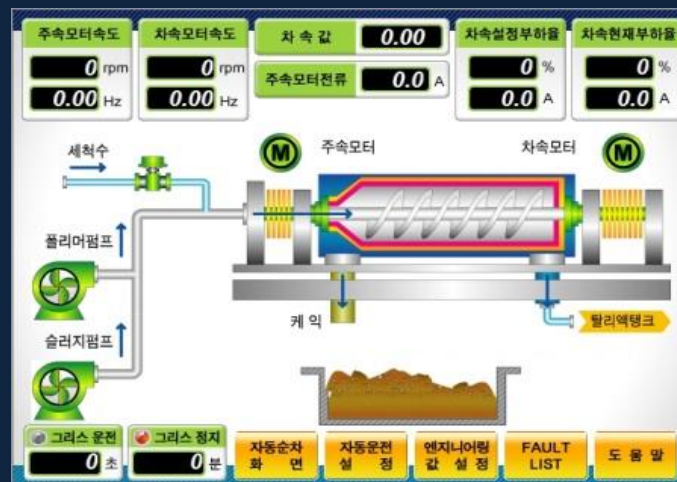 주속모터속도
0 rpm
0.00 Hz
차속모터속도
0 rpm
0.00 Hz
차 속 값 0.00
주속모터전류 0.0 A
차속설정부하율
0 %
0.0 A
차속현재부하율
0 %
0.0 A
세척수
M 주속모터
차속모터 M
폴리머펌프
슬러지펌프
케 익
탈리액탱크
그리스 운전
0 초
그리스 정지
0 분
자동순차
화 면
자동운전
설 정
엔지니어링
값 설 정
FAULT
LIST
도 움 말